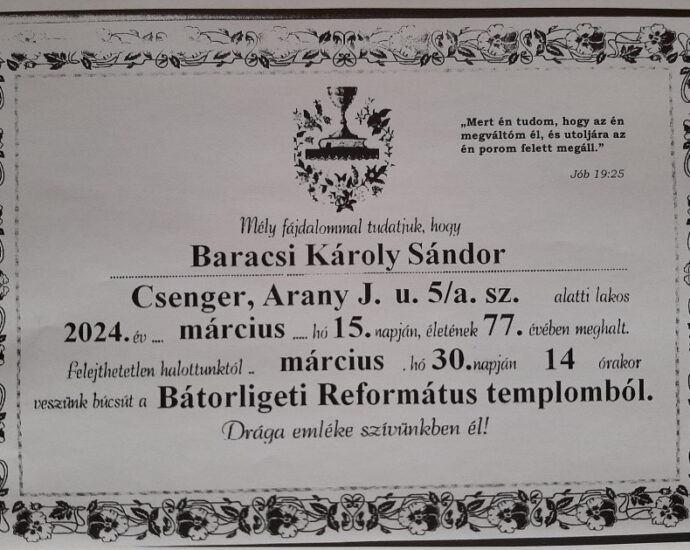 „Mert én tudom, hogy az én
megváltóm él, és utoljára az
én porom felett megáll.”
Jób 19:25
Mély fájdalommal tudatjuk, hogy
Baracsi Károly Sándor
Csenger, Arany J. u. 5/a. sz. alatti lakos
2024. év .... március ..... hó 15. napján, életének 77. évében meghalt.
Felejthetetlen halottunktól .. március . hó 30. napján 14 órakor
veszünk búcsút a Bátorligeti Református templomból.
Drága emléke szívünkben él!